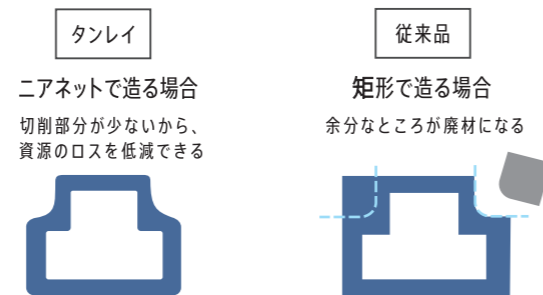 タンレイ
ニアネットで造る場合
切削部分が少ないから、
資源のロスを低減できる
従来品
矩形で造る場合
余分なところが廃材になる